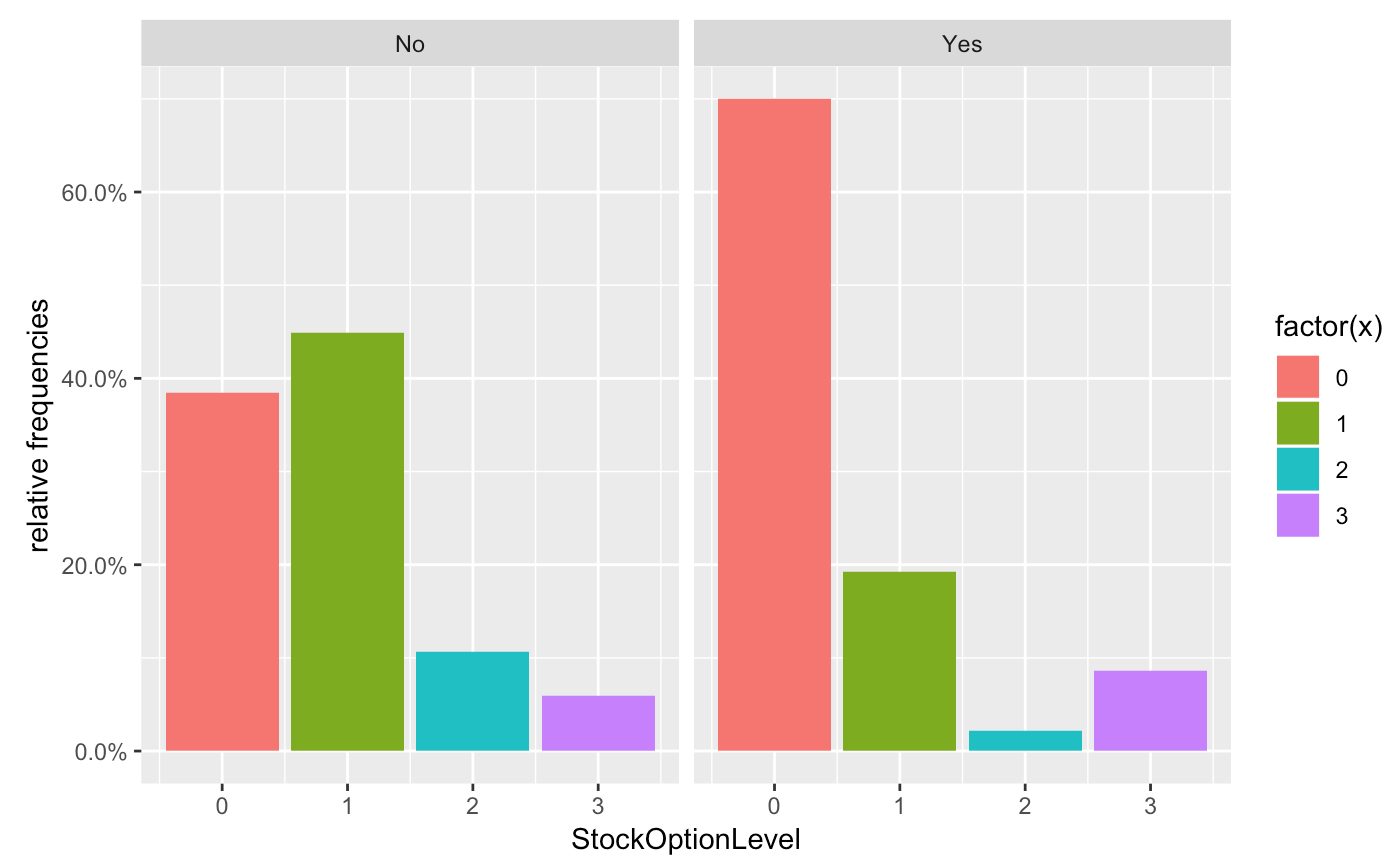 No
Yes
relative frequencies
60.0%
40.0%
20.0%
0.0%
0 1 2 3
0 1 2 3
StockOptionLevel
factor(x)
0
1
2
3